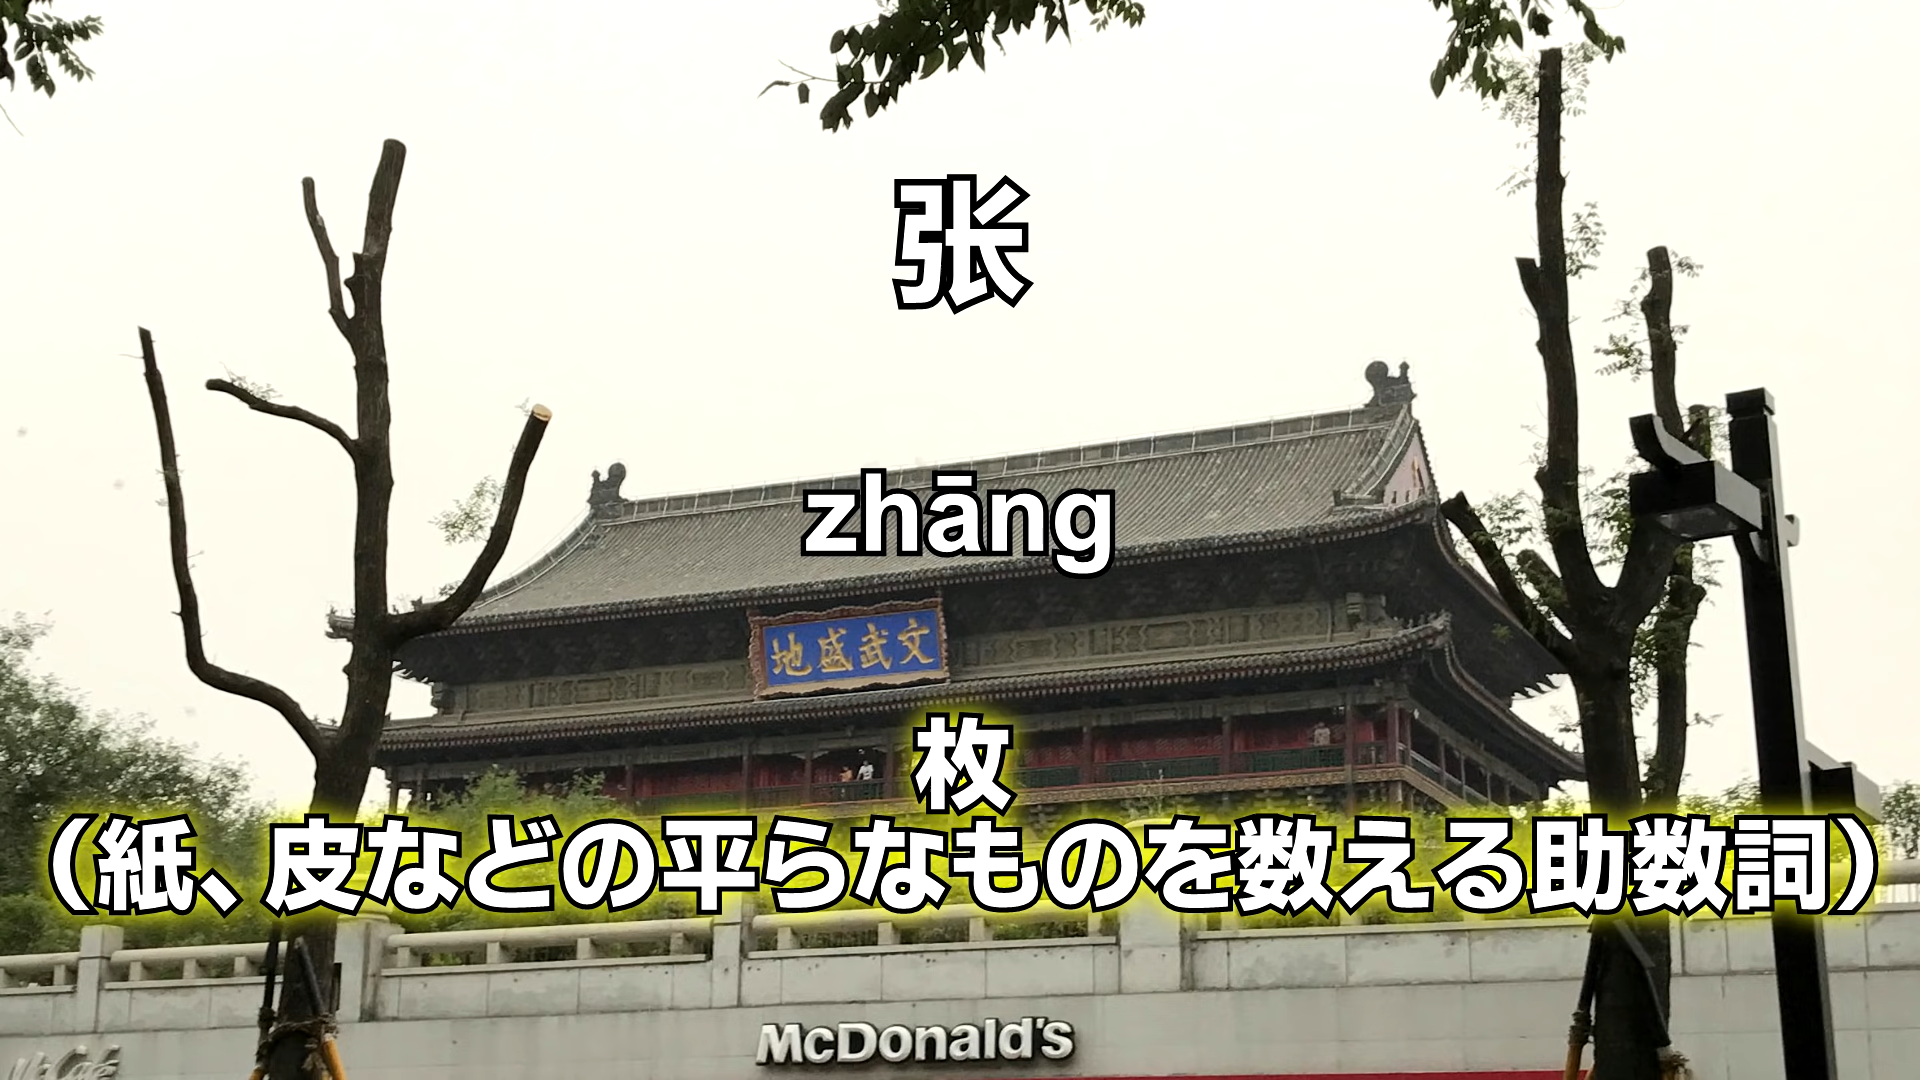 张
zhāng
地盛武文
枚
（紙、皮などの平らなものを数える助数詞）
McDonald's
McCafé